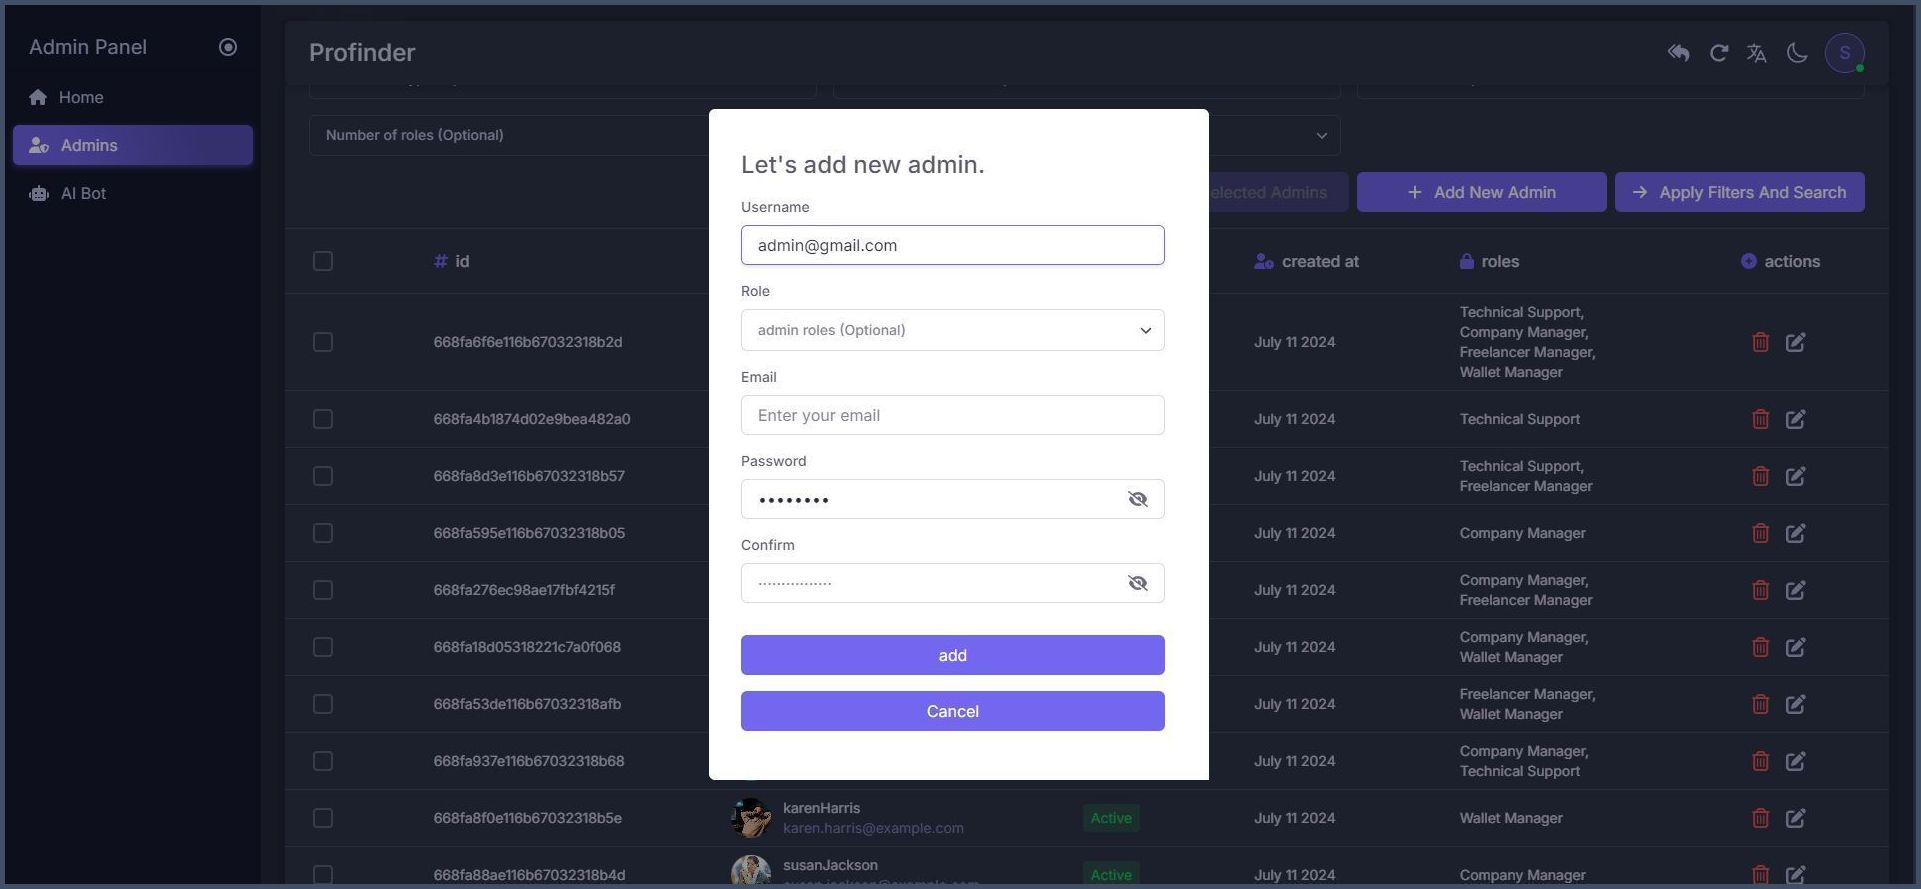 Admin Panel
Home
Admins
AI Bot
Profinder
S
Number of roles (Optional)
elected Admins
+ Add New Admin
→ Apply Filters And Search
# id
created at
roles
actions
668fa6f6e116b67032318b2d
July 11 2024
Technical Support,
Company Manager,
Freelancer Manager,
Wallet Manager
668fa4b1874d02e9bea482a0
July 11 2024
Technical Support
668fa8d3e116b67032318b57
July 11 2024
Technical Support,
Freelancer Manager
668fa595e116b67032318b05
July 11 2024
Company Manager
668fa276ec98ae17fbf4215f
July 11 2024
Company Manager,
Freelancer Manager
668fa18d05318221c7a0f068
July 11 2024
Company Manager,
Wallet Manager
668fa53de116b67032318afb
July 11 2024
Freelancer Manager,
Wallet Manager
668fa937e116b67032318b68
July 11 2024
Company Manager,
Technical Support
668fa8f0e116b67032318b5e
karenHarris
karen.harris@example.com
Active
July 11 2024
Wallet Manager
668fa88ae116b67032318b4d
susanJackson
Active
July 11 2024
Company Manager
Let's add new admin.
Username
admin@gmail.com
Role
admin roles (Optional)
Email
Enter your email
Password
••••••••
Confirm
················
add
Cancel